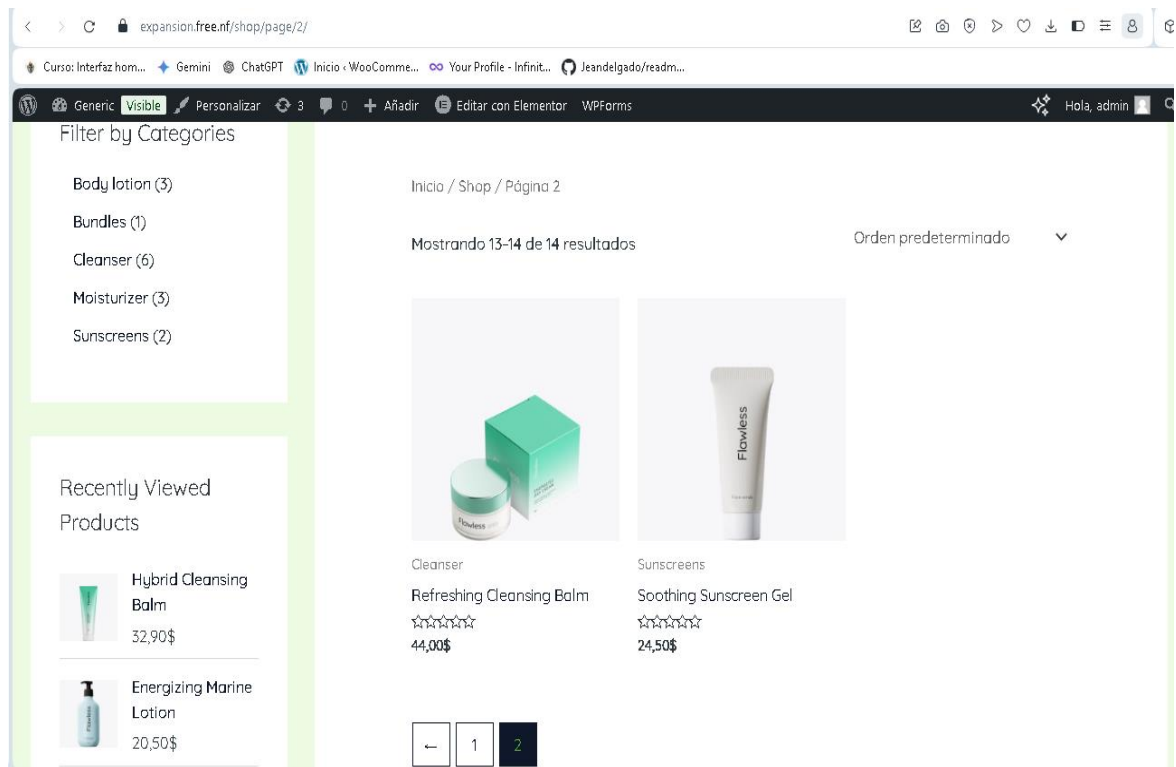 expansion.free.nf/shop/page/2/
Curso: Interfaz hom... Gemini ChatGPT Inicio ‹ WooComme... Your Profile - Infinit... Jeandelgado/readm...
Generic Visible Personalizar 3 0 Añadir Editar con Elementor WPForms Hola, admin
Filter by Categories
Body lotion (3)
Bundles (1)
Cleanser (6)
Moisturizer (3)
Sunscreens (2)
Recently Viewed
Products
Hybrid Cleansing
Balm
32,90$
Energizing Marine
Lotion
20,50$
Inicio / Shop / Página 2
Mostrando 13–14 de 14 resultados
Orden predeterminado
Flawless
Cleanser
Refreshing Cleansing Balm
44,00$
Flawless
Sunscreens
Soothing Sunscreen Gel
24,50$
← 1 2